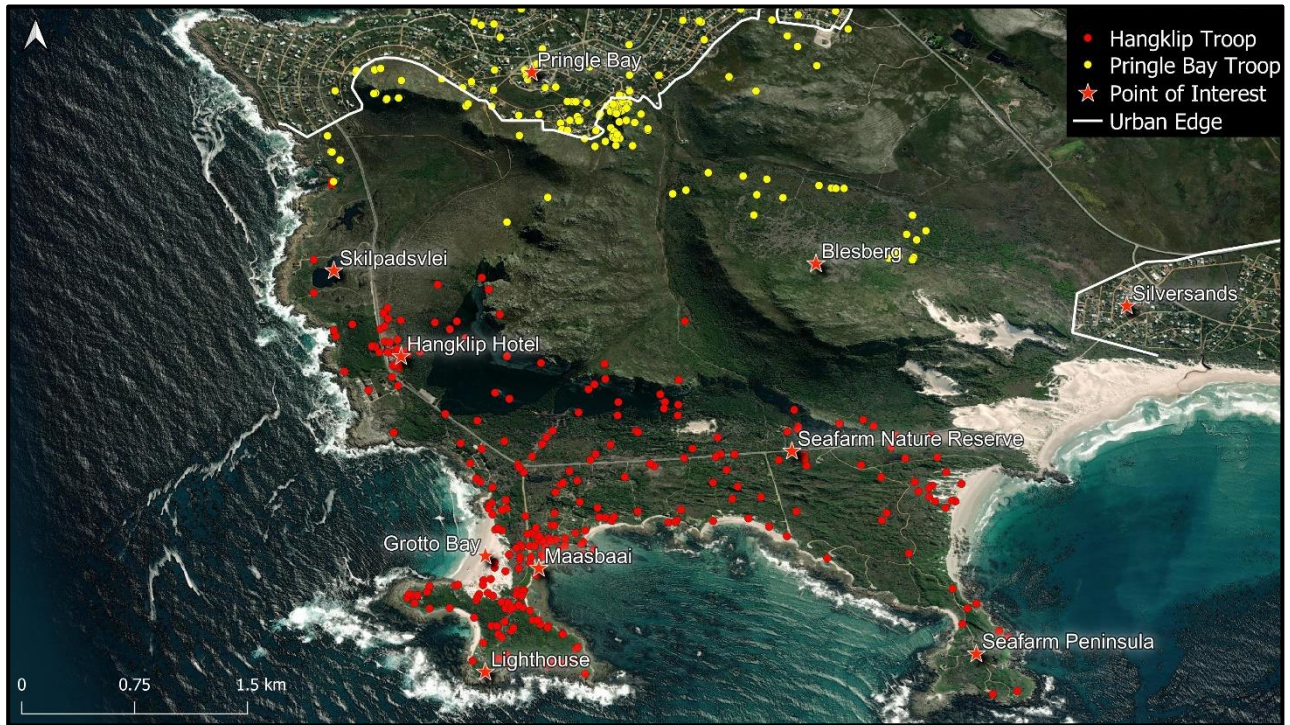 Hangklip Troop
Pringle Bay Troop
Point of Interest
Urban Edge
Pringle Bay
Skilpadsvlei
Blesberg
Silversands
Hangklip Hotel
Seafarm Nature Reserve
Grotto Bay
Maasbaai
Seafarm Peninsula
Lighthouse
0 0.75 1.5 km